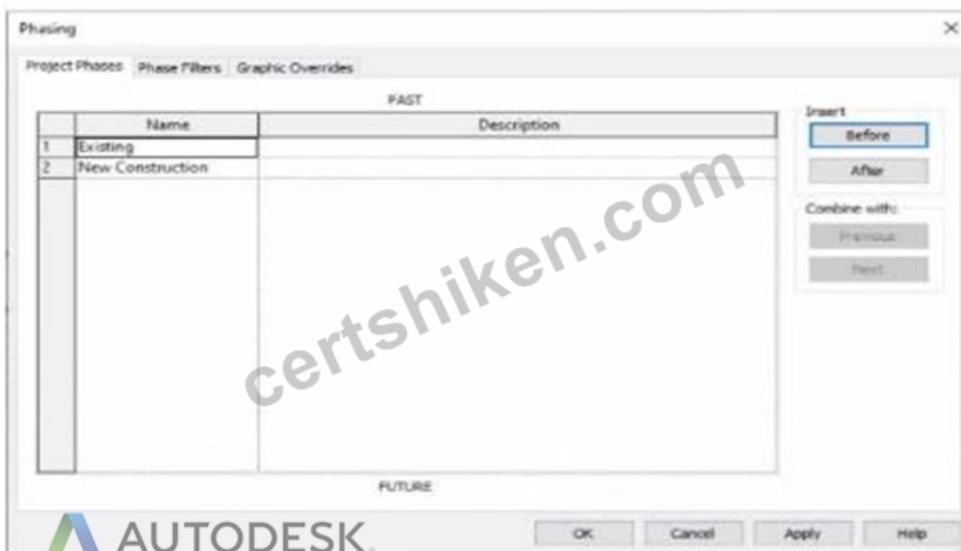 Phasing
Project Phases Phase Filters Graphic Overrides
PAST
Name Description
1 Existing
2 New Construction
FUTURE
Insert
Before
After
Combine with:
Previous
Next
certshiken.com
AUTODESK.
OK Cancel Apply Help